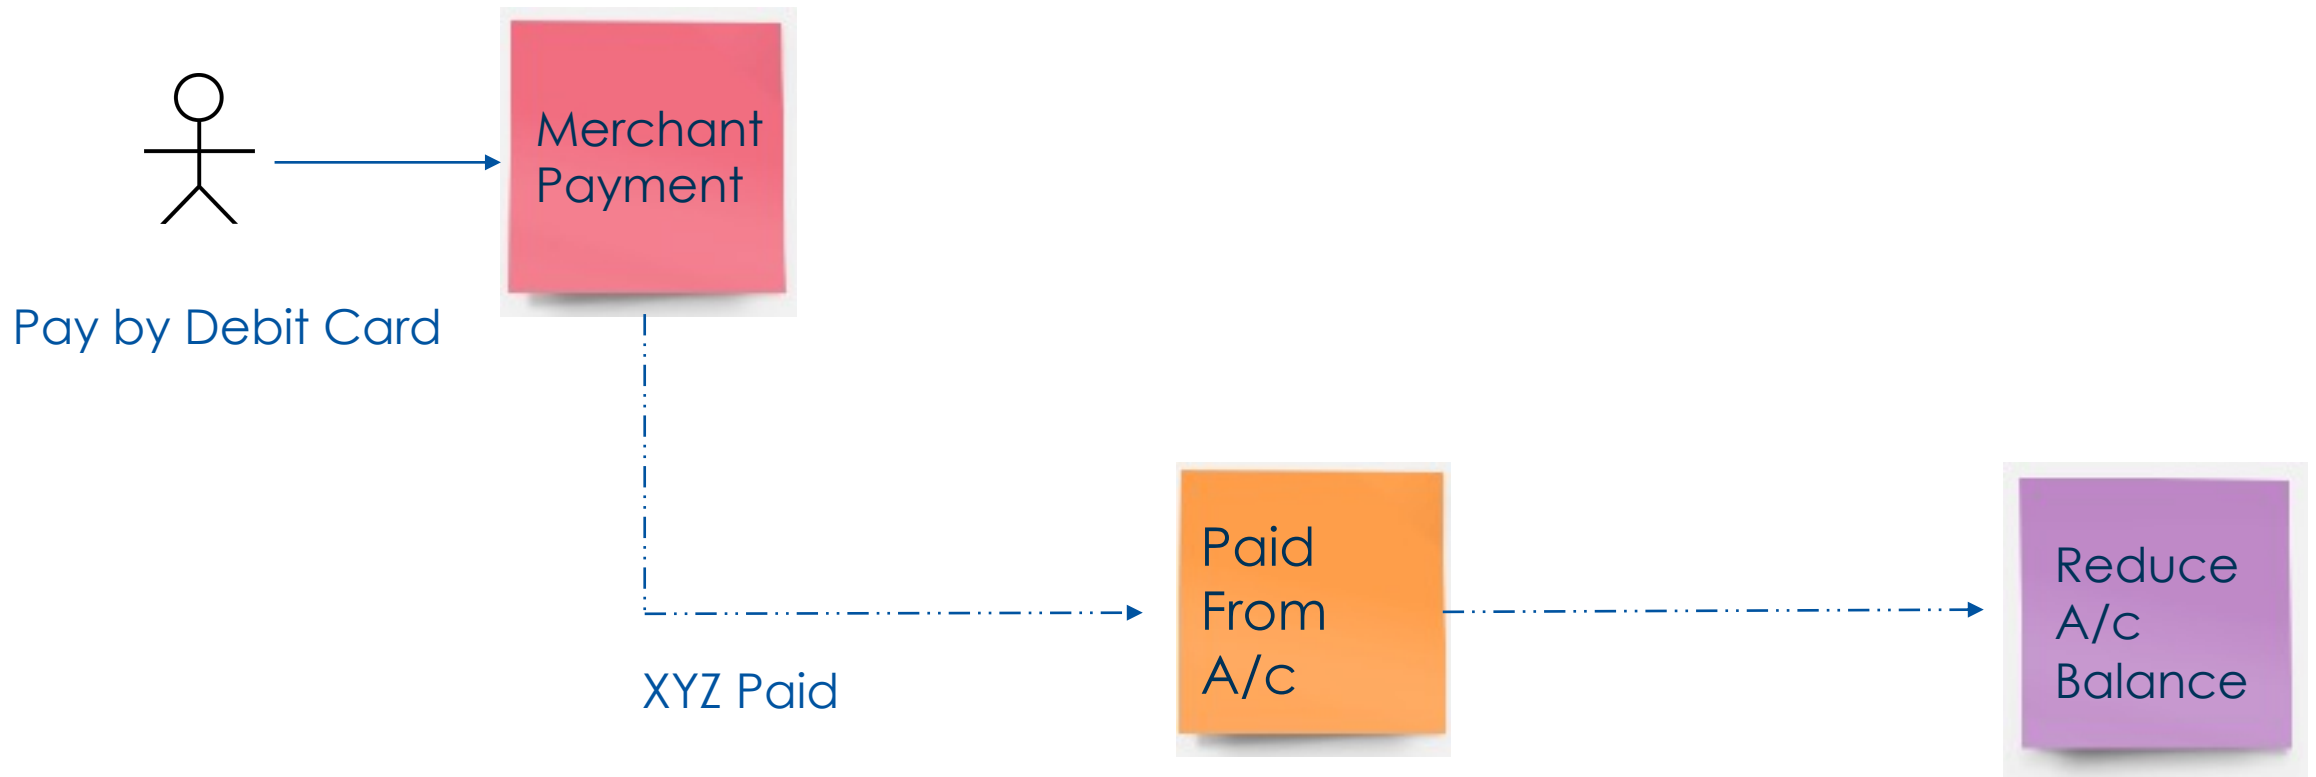 Merchant
Payment
Pay by Debit Card
Paid
From
A/c
XYZ Paid
Reduce
A/c
Balance